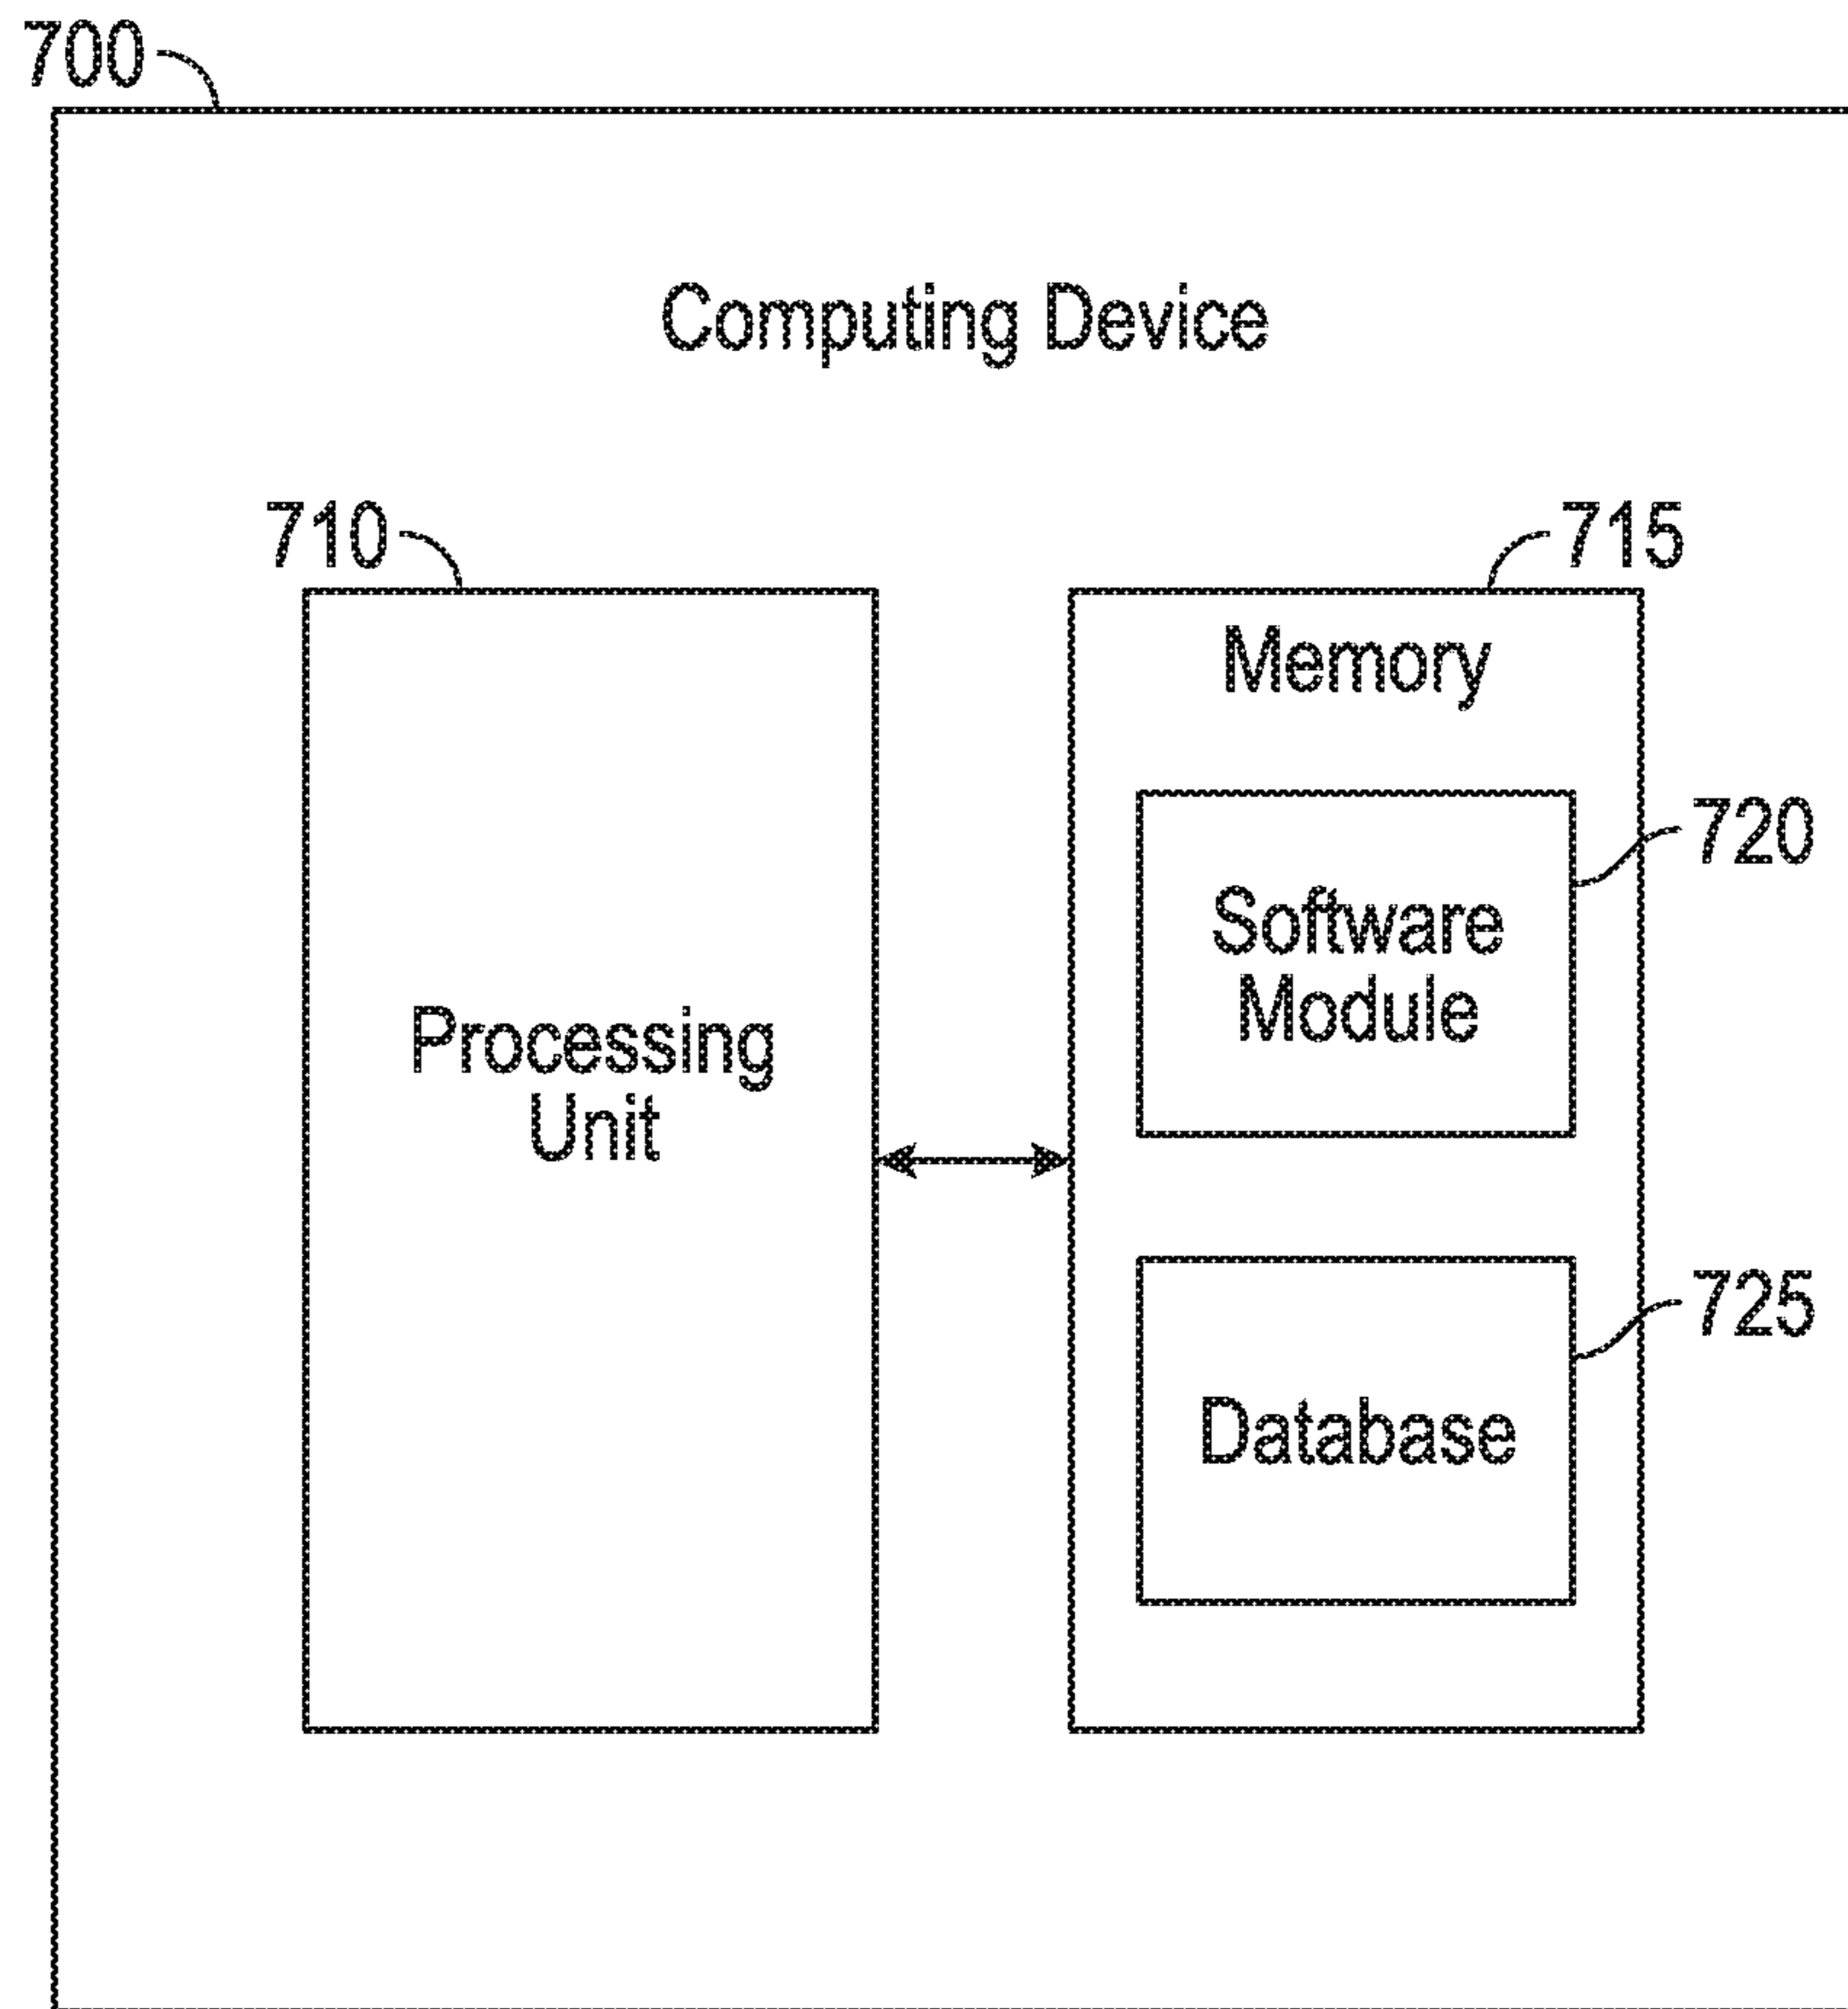 700
Computing Device
710
715
Memory
720
Software
Module
Processing
Unit
725
Database